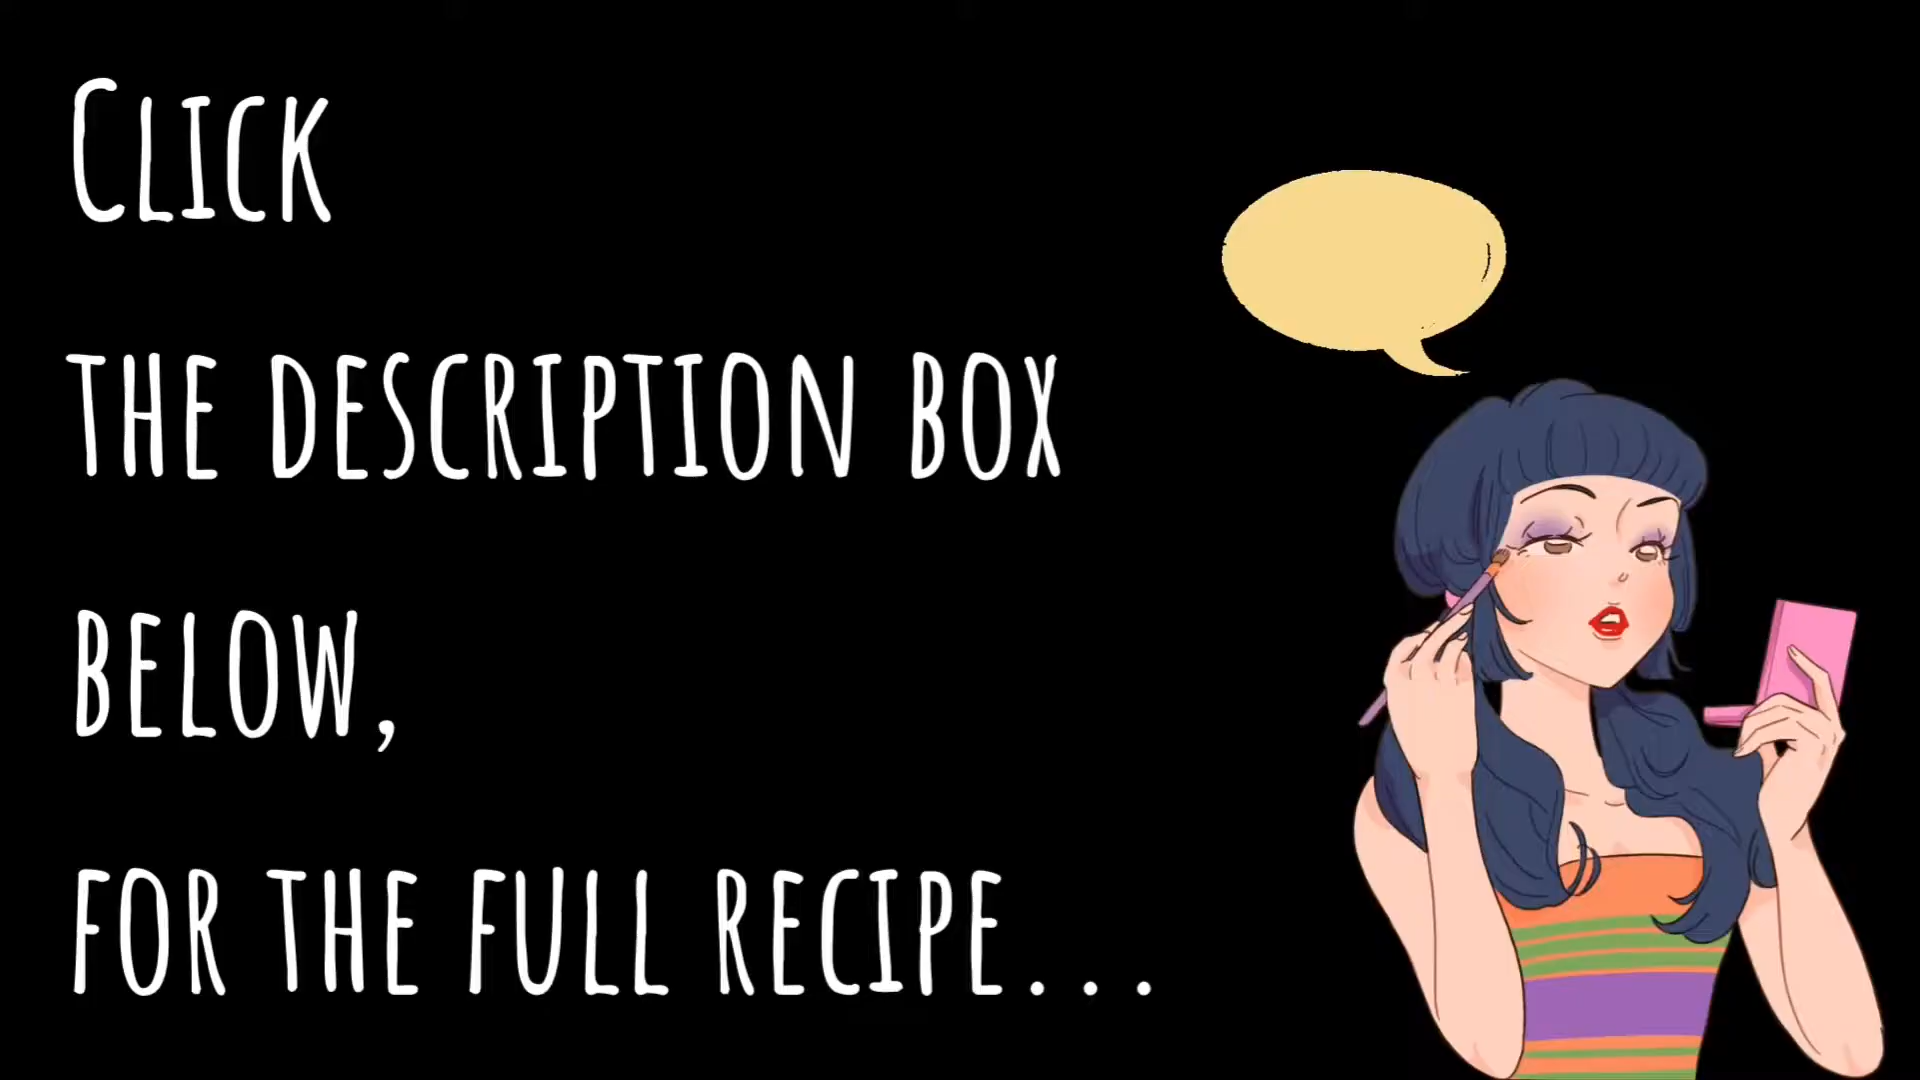 Click
the description box
below,
for the full recipe...